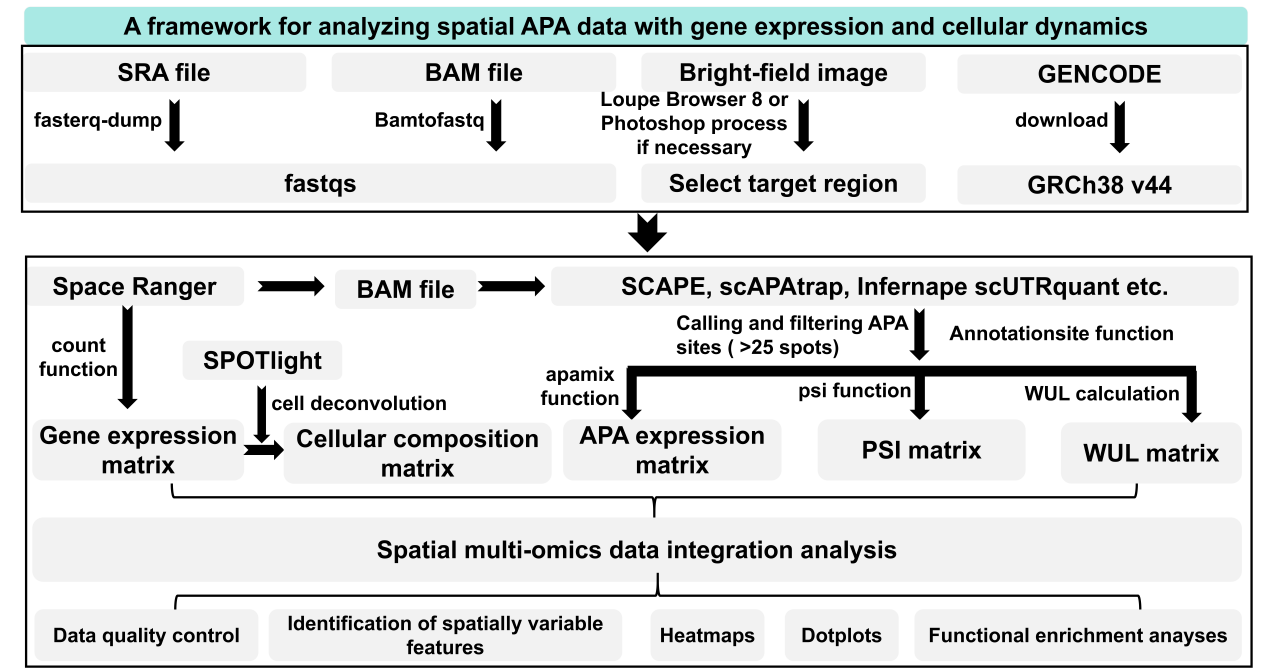 A framework for analyzing spatial APA data with gene expression and cellular dynamics
SRA file
BAM file
Bright-field image
GENCODE
fasterq-dump
Bamtofastq
Loupe Browser 8 or
Photoshop process
if necessary
download
fastqs
Select target region
GRCh38 v44
Space Ranger
BAM file
SCAPE, scAPAtrap, Infernape scUTRquant etc.
count
function
SPOTlight
Calling and filtering APA
sites ( >25 spots)
Annotationsite function
cell deconvolution
apamix
function
psi function
WUL calculation
Gene expression
matrix
Cellular composition
matrix
APA expression
matrix
PSI matrix
WUL matrix
Spatial multi-omics data integration analysis
Data quality control
Identification of spatially variable
features
Heatmaps
Dotplots
Functional enrichment anayses